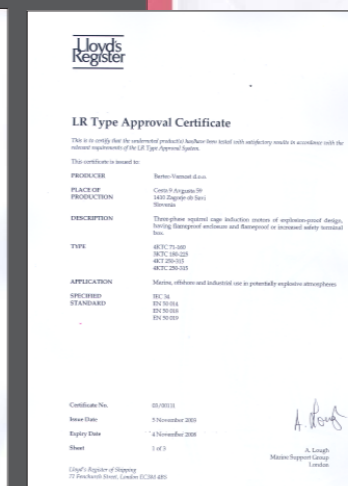 Lloyd's
Register
LR Type Approval Certificate
This is to certify that the undernoted product(s) has/have been tested with satisfactory results in accordance with the
relevant requirements of the LR Type Approval System.
This certificate is issued to:
PRODUCER
PLACE OF
PRODUCTION
Cesta 9 Avgusta 59
1410 Zagorje ob Savi
Slovenia
DESCRIPTION
Three-phase squirrel cage induction motors of explosion-proof design,
having flameproof enclosure and flameproof or increased safety terminal
box.
TYPE
4KTC 71-160
5KTC 180-225
4KT 250-315
4KTC 250-315
APPLICATION
Marine, offshore and industrial use in potentially explosive atmospheres
SPECIFIED
STANDARD
IEC 34
EN 50 014
EN 50 018
EN 50 019
Certificate No.
Issue Date
5 November 2003
Expiry Date
4 November 2008
Sheet
1 of 3
A. Lough
Marine Support Group
London
Lloyd's Register of Shipping
71 Fenchurch Street, London EC3M 4BS